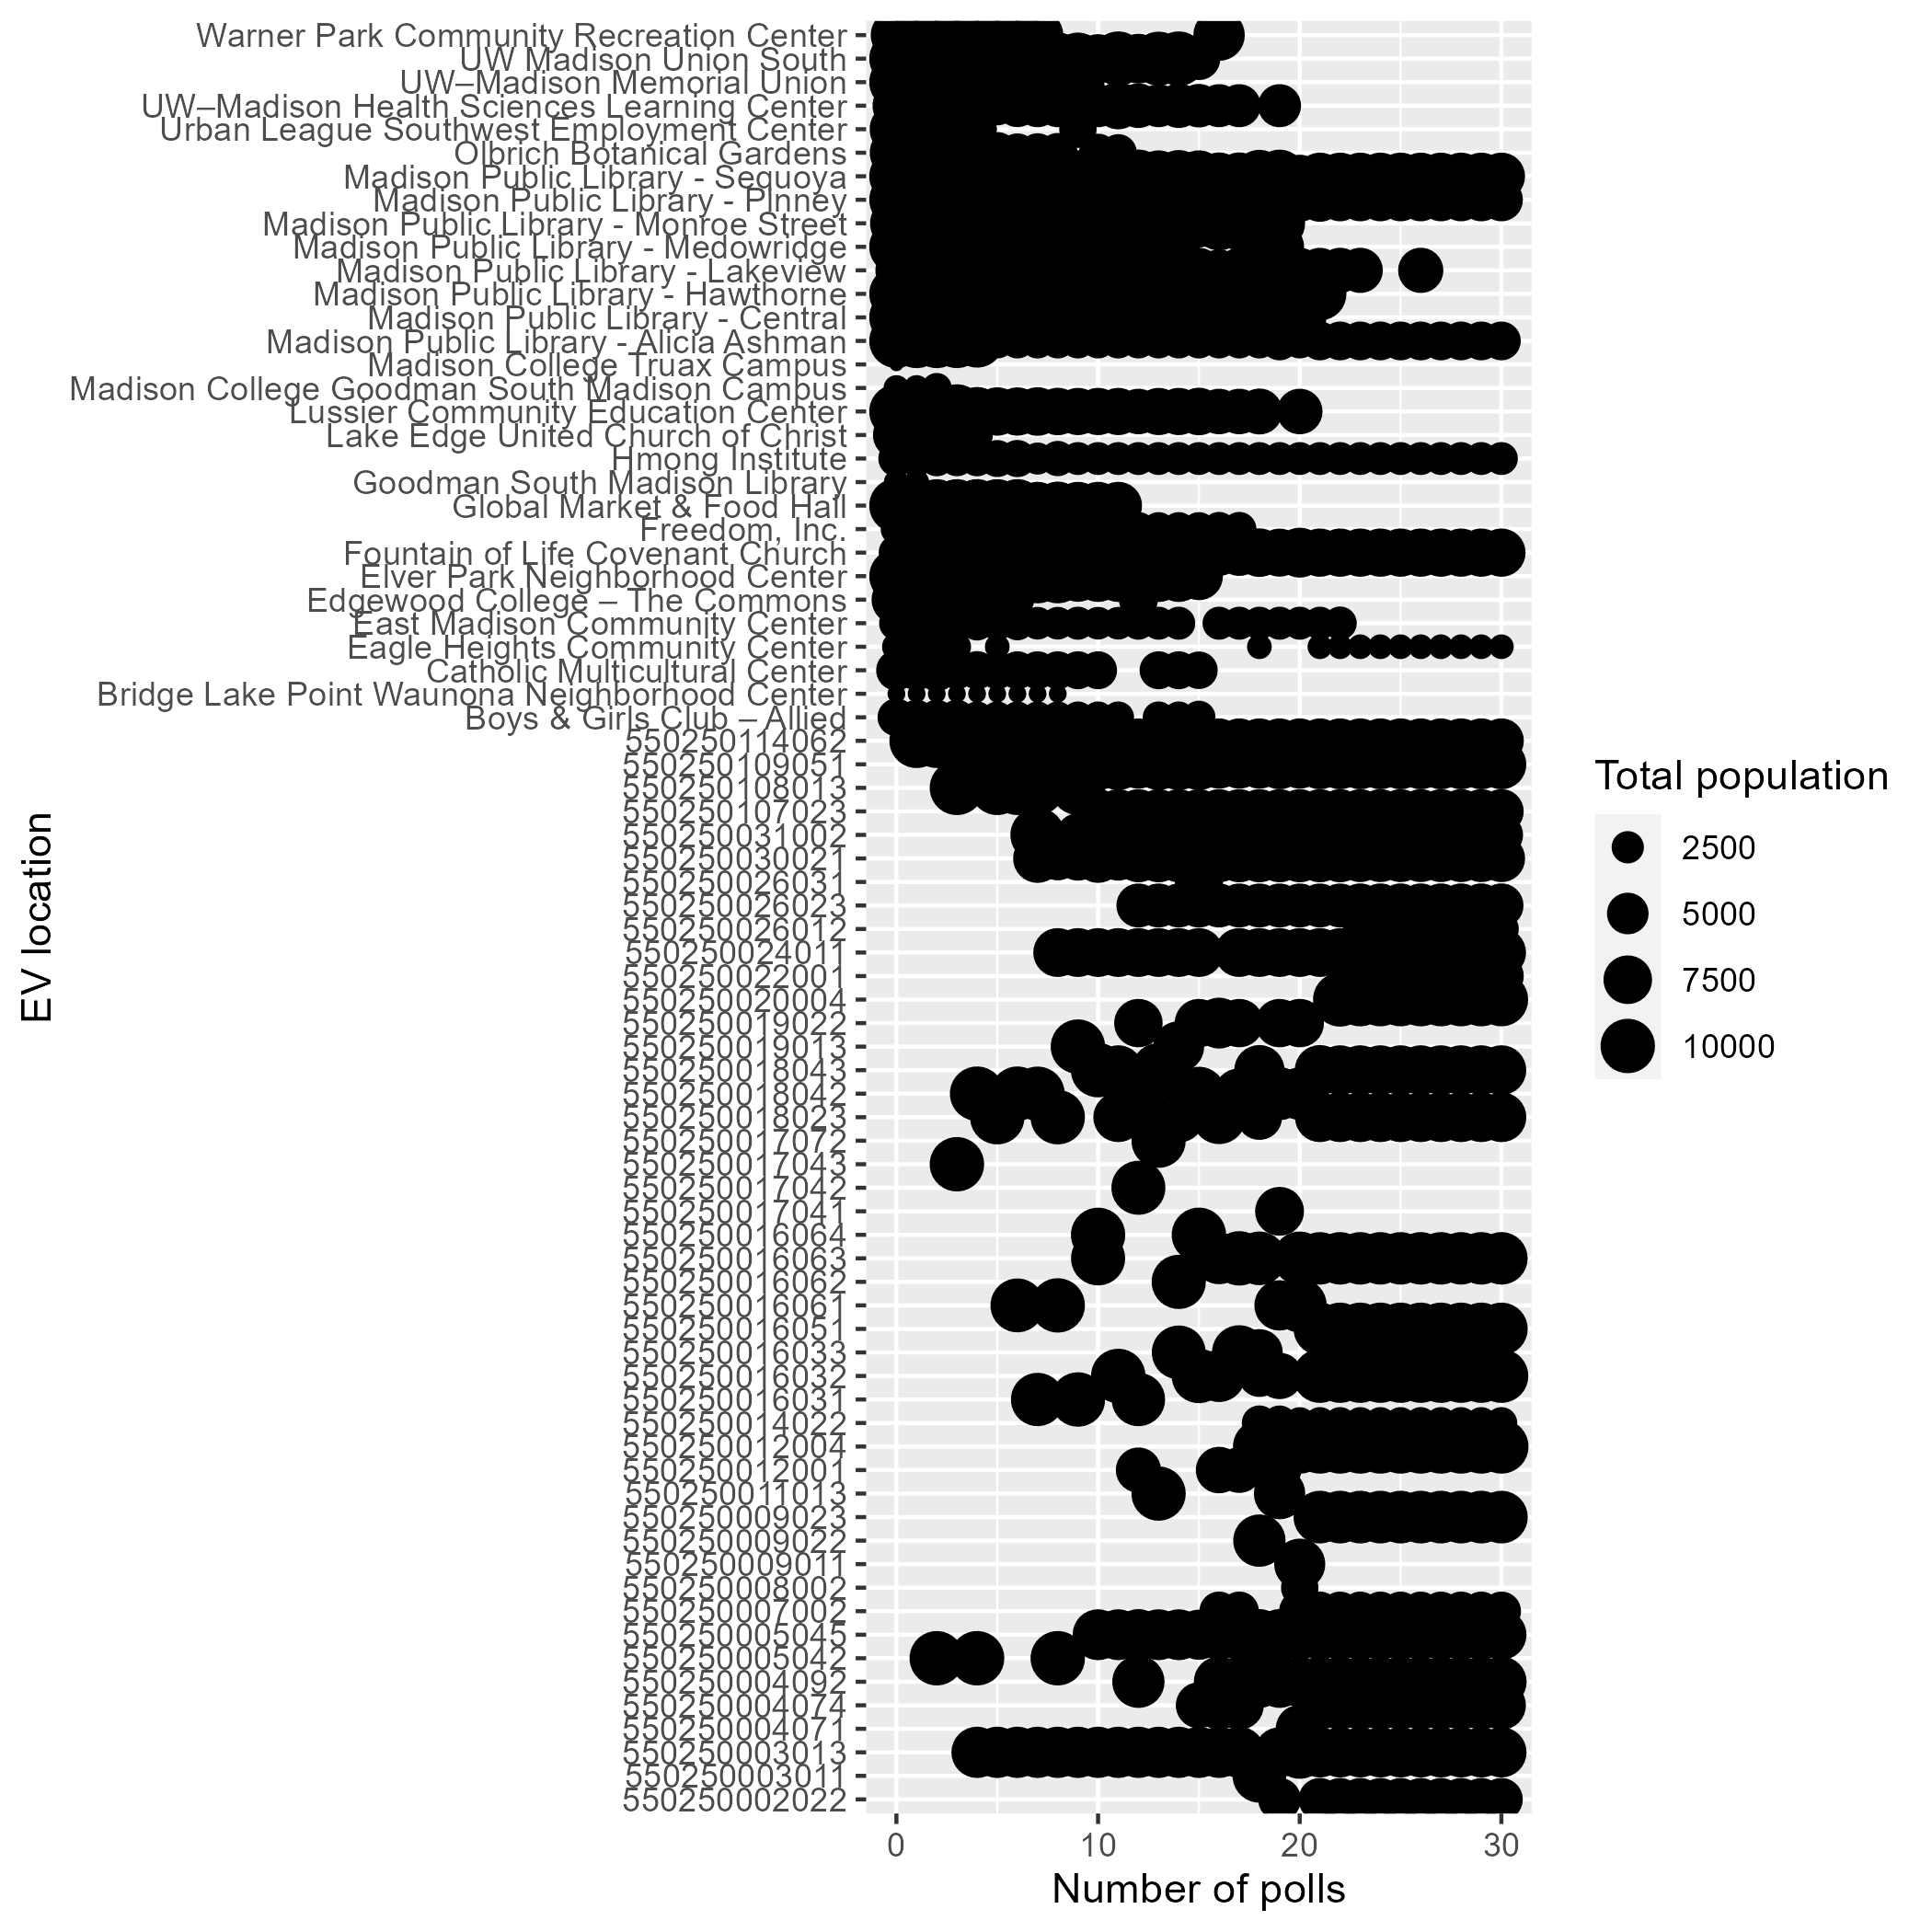 Warner Park Community Recreation Center
UW Madison Union South
UW–Madison Memorial Union
UW–Madison Health Sciences Learning Center
Urban League Southwest Employment Center
Olbrich Botanical Gardens
Madison Public Library - Sequoya
Madison Public Library - Pinney
Madison Public Library - Monroe Street
Madison Public Library - Medowridge
Madison Public Library - Lakeview
Madison Public Library - Hawthorne
Madison Public Library - Central
Madison Public Library - Alicia Ashman
Madison College Truax Campus
Madison College Goodman South Madison Campus
Lussier Community Education Center
Lake Edge United Church of Christ
Hmong Institute
Goodman South Madison Library
Global Market & Food Hall
Freedom, Inc.
Fountain of Life Covenant Church
Elver Park Neighborhood Center
Edgewood College – The Commons
East Madison Community Center
Eagle Heights Community Center
Catholic Multicultural Center
Bridge Lake Point Waunona Neighborhood Center
Boys & Girls Club – Allied
550250114062
550250109051
550250108013
550250107023
550250031002
550250030021
550250026031
550250026023
550250026012
550250024011
550250022001
550250020004
550250019022
550250019013
550250018043
550250018042
550250018023
550250017072
550250017043
550250017042
550250017041
550250016064
550250016063
550250016062
550250016061
550250016051
550250016033
550250016032
550250016031
550250014022
550250012004
550250012001
550250011013
550250009023
550250009022
550250009011
550250008002
550250007002
550250005045
550250005042
550250004092
550250004074
550250004071
550250003013
550250003011
550250002022
EV location
0 10 20 30
Number of polls
Total population
2500
5000
7500
10000